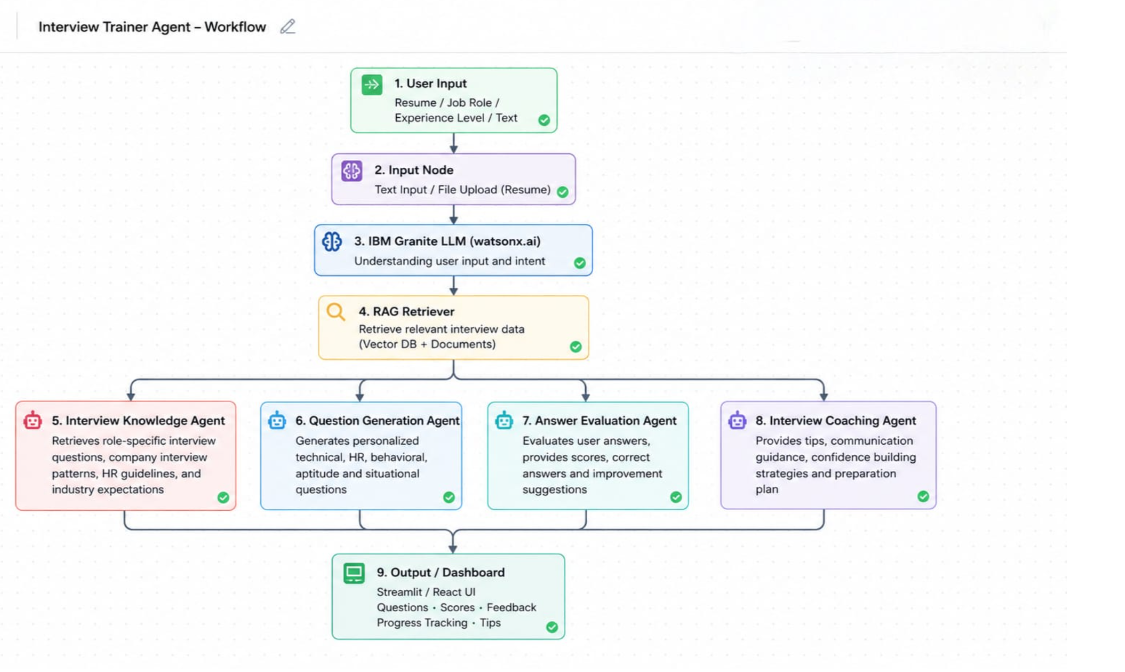 Interview Trainer Agent – Workflow
1. User Input
Resume / Job Role /
Experience Level / Text
2. Input Node
Text Input / File Upload (Resume)
3. IBM Granite LLM (watsonx.ai)
Understanding user input and intent
4. RAG Retriever
Retrieve relevant interview data
(Vector DB + Documents)
5. Interview Knowledge Agent
Retrieves role-specific interview
questions, company interview
patterns, HR guidelines, and
industry expectations
6. Question Generation Agent
Generates personalized
technical, HR, behavioral,
aptitude and situational
questions
7. Answer Evaluation Agent
Evaluates user answers,
provides scores, correct
answers and improvement
suggestions
8. Interview Coaching Agent
Provides tips, communication
guidance, confidence building
strategies and preparation
plan
9. Output / Dashboard
Streamlit / React UI
Questions • Scores • Feedback
Progress Tracking • Tips